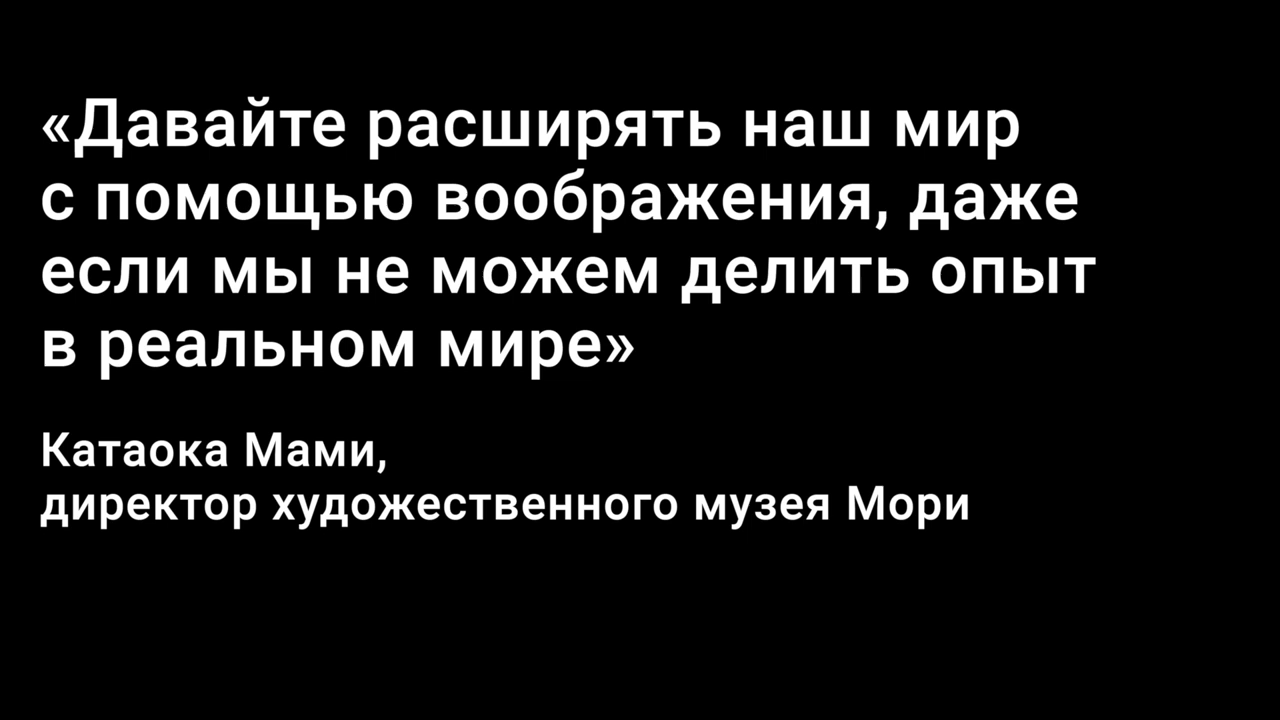 «Давайте расширять наш мир
с помощью воображения, даже
если мы не можем делить опыт
в реальном мире»
Катаока Мами,
директор художественного музея Мори